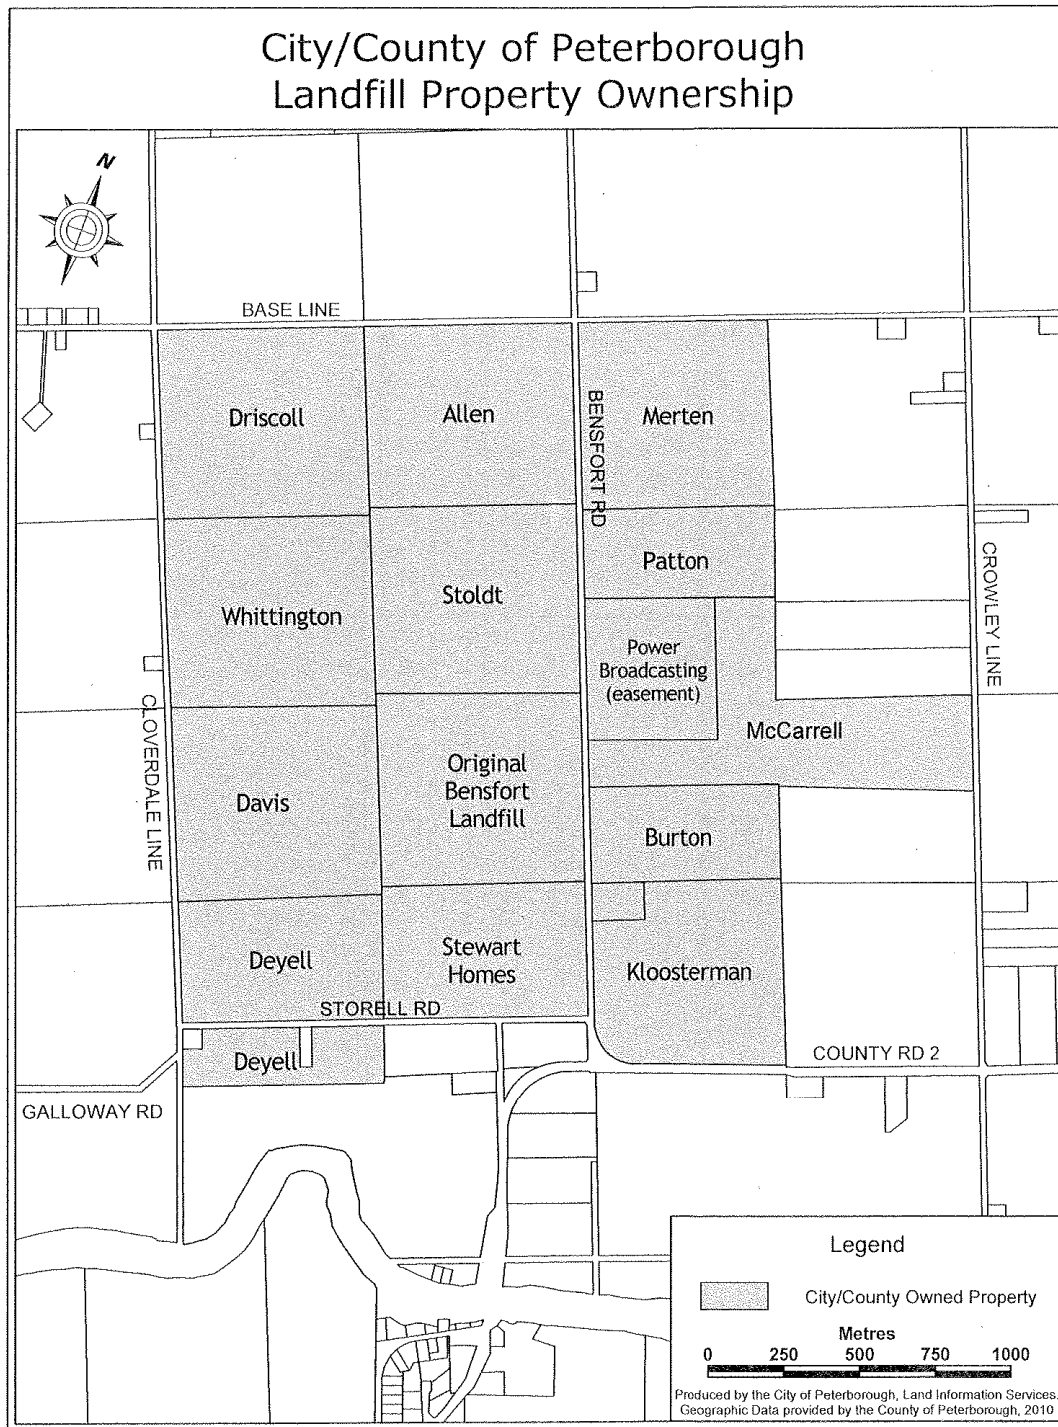 City/County of Peterborough
Landfill Property Ownership
N
BASE LINE
Driscoll
Allen
BENSFORT RD
Merten
Patton
Whittington
Stoldt
Power
Broadcasting
(easement)
CROWLEY LINE
McCarrell
CLOVERDALE LINE
Davis
Original
Bensfort
Landfill
Burton
Deyell
Stewart
Homes
Kloosterman
STORELL RD
Deyell
COUNTY RD 2
GALLOWAY RD
Legend
City/County Owned Property
Metres
0 250 500 750 1000
Produced by the City of Peterborough, Land Information Services.
Geographic Data provided by the County of Peterborough, 2010